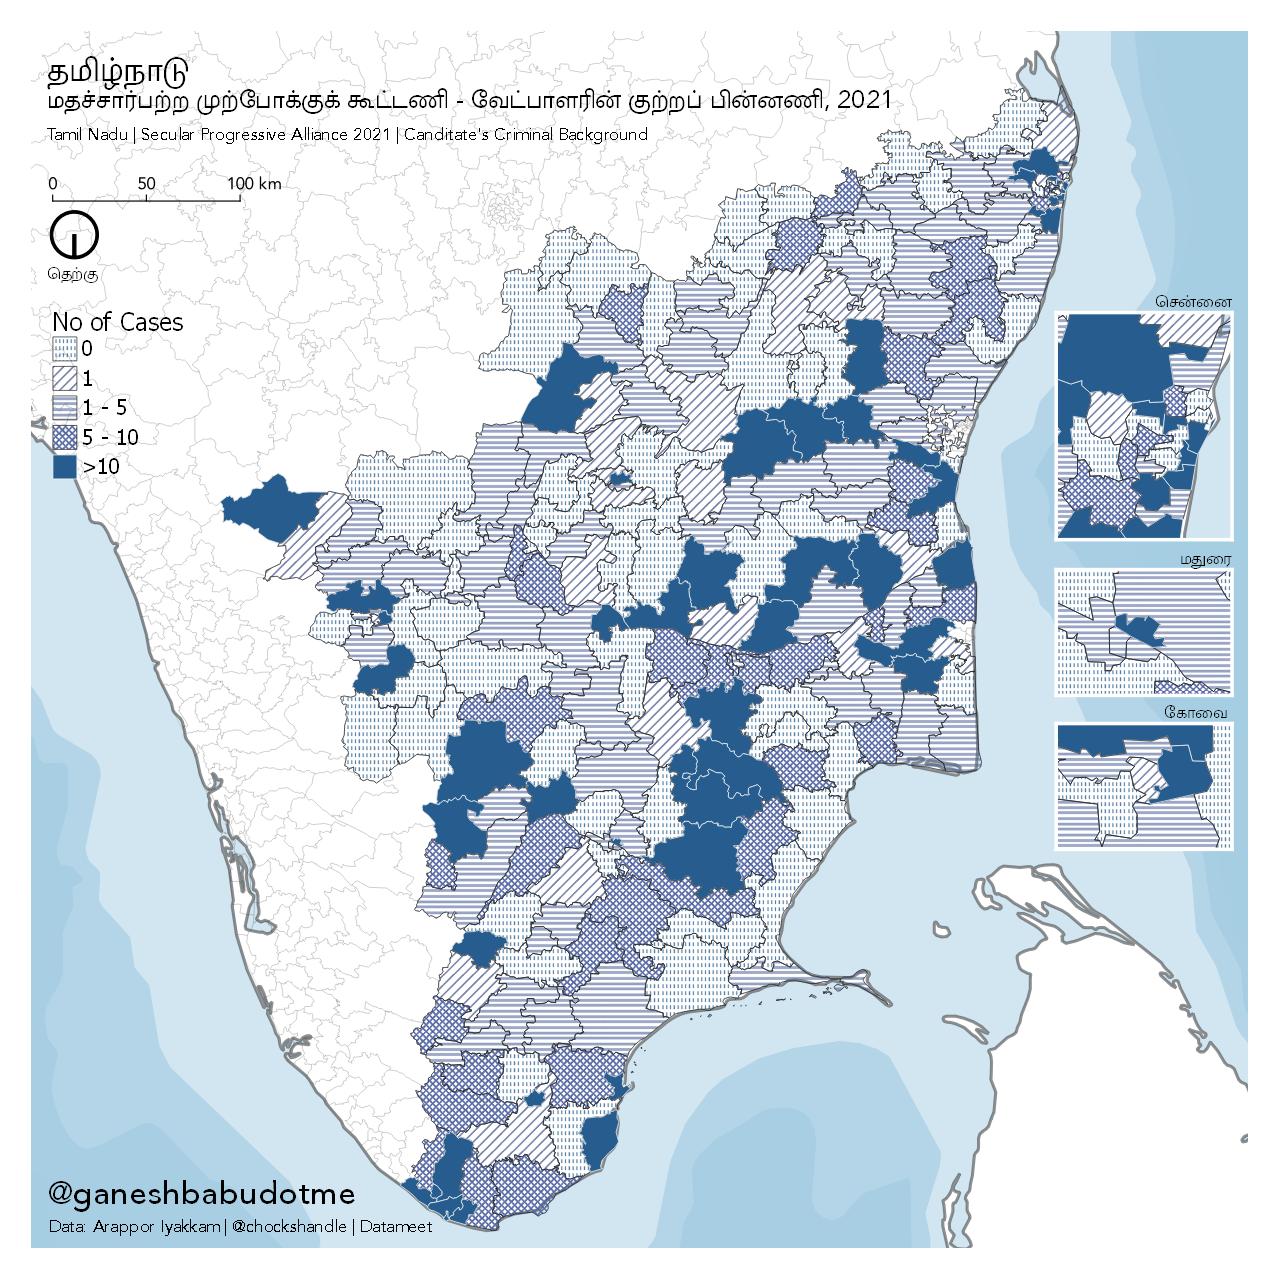 தமிழ்நாடு
மதச்சார்பற்ற முற்போக்குக் கூட்டணி - வேட்பாளரின் குற்றப் பின்னணி, 2021
Tamil Nadu | Secular Progressive Alliance 2021 | Canditate's Criminal Background
0 50 100 km
தெற்கு
No of Cases
0
1
1 - 5
5 - 10
>10
சென்னை
மதுரை
கோவை
@ganeshbabudotme
Data: Arappor Iyakkam | @chockshandle | Datameet